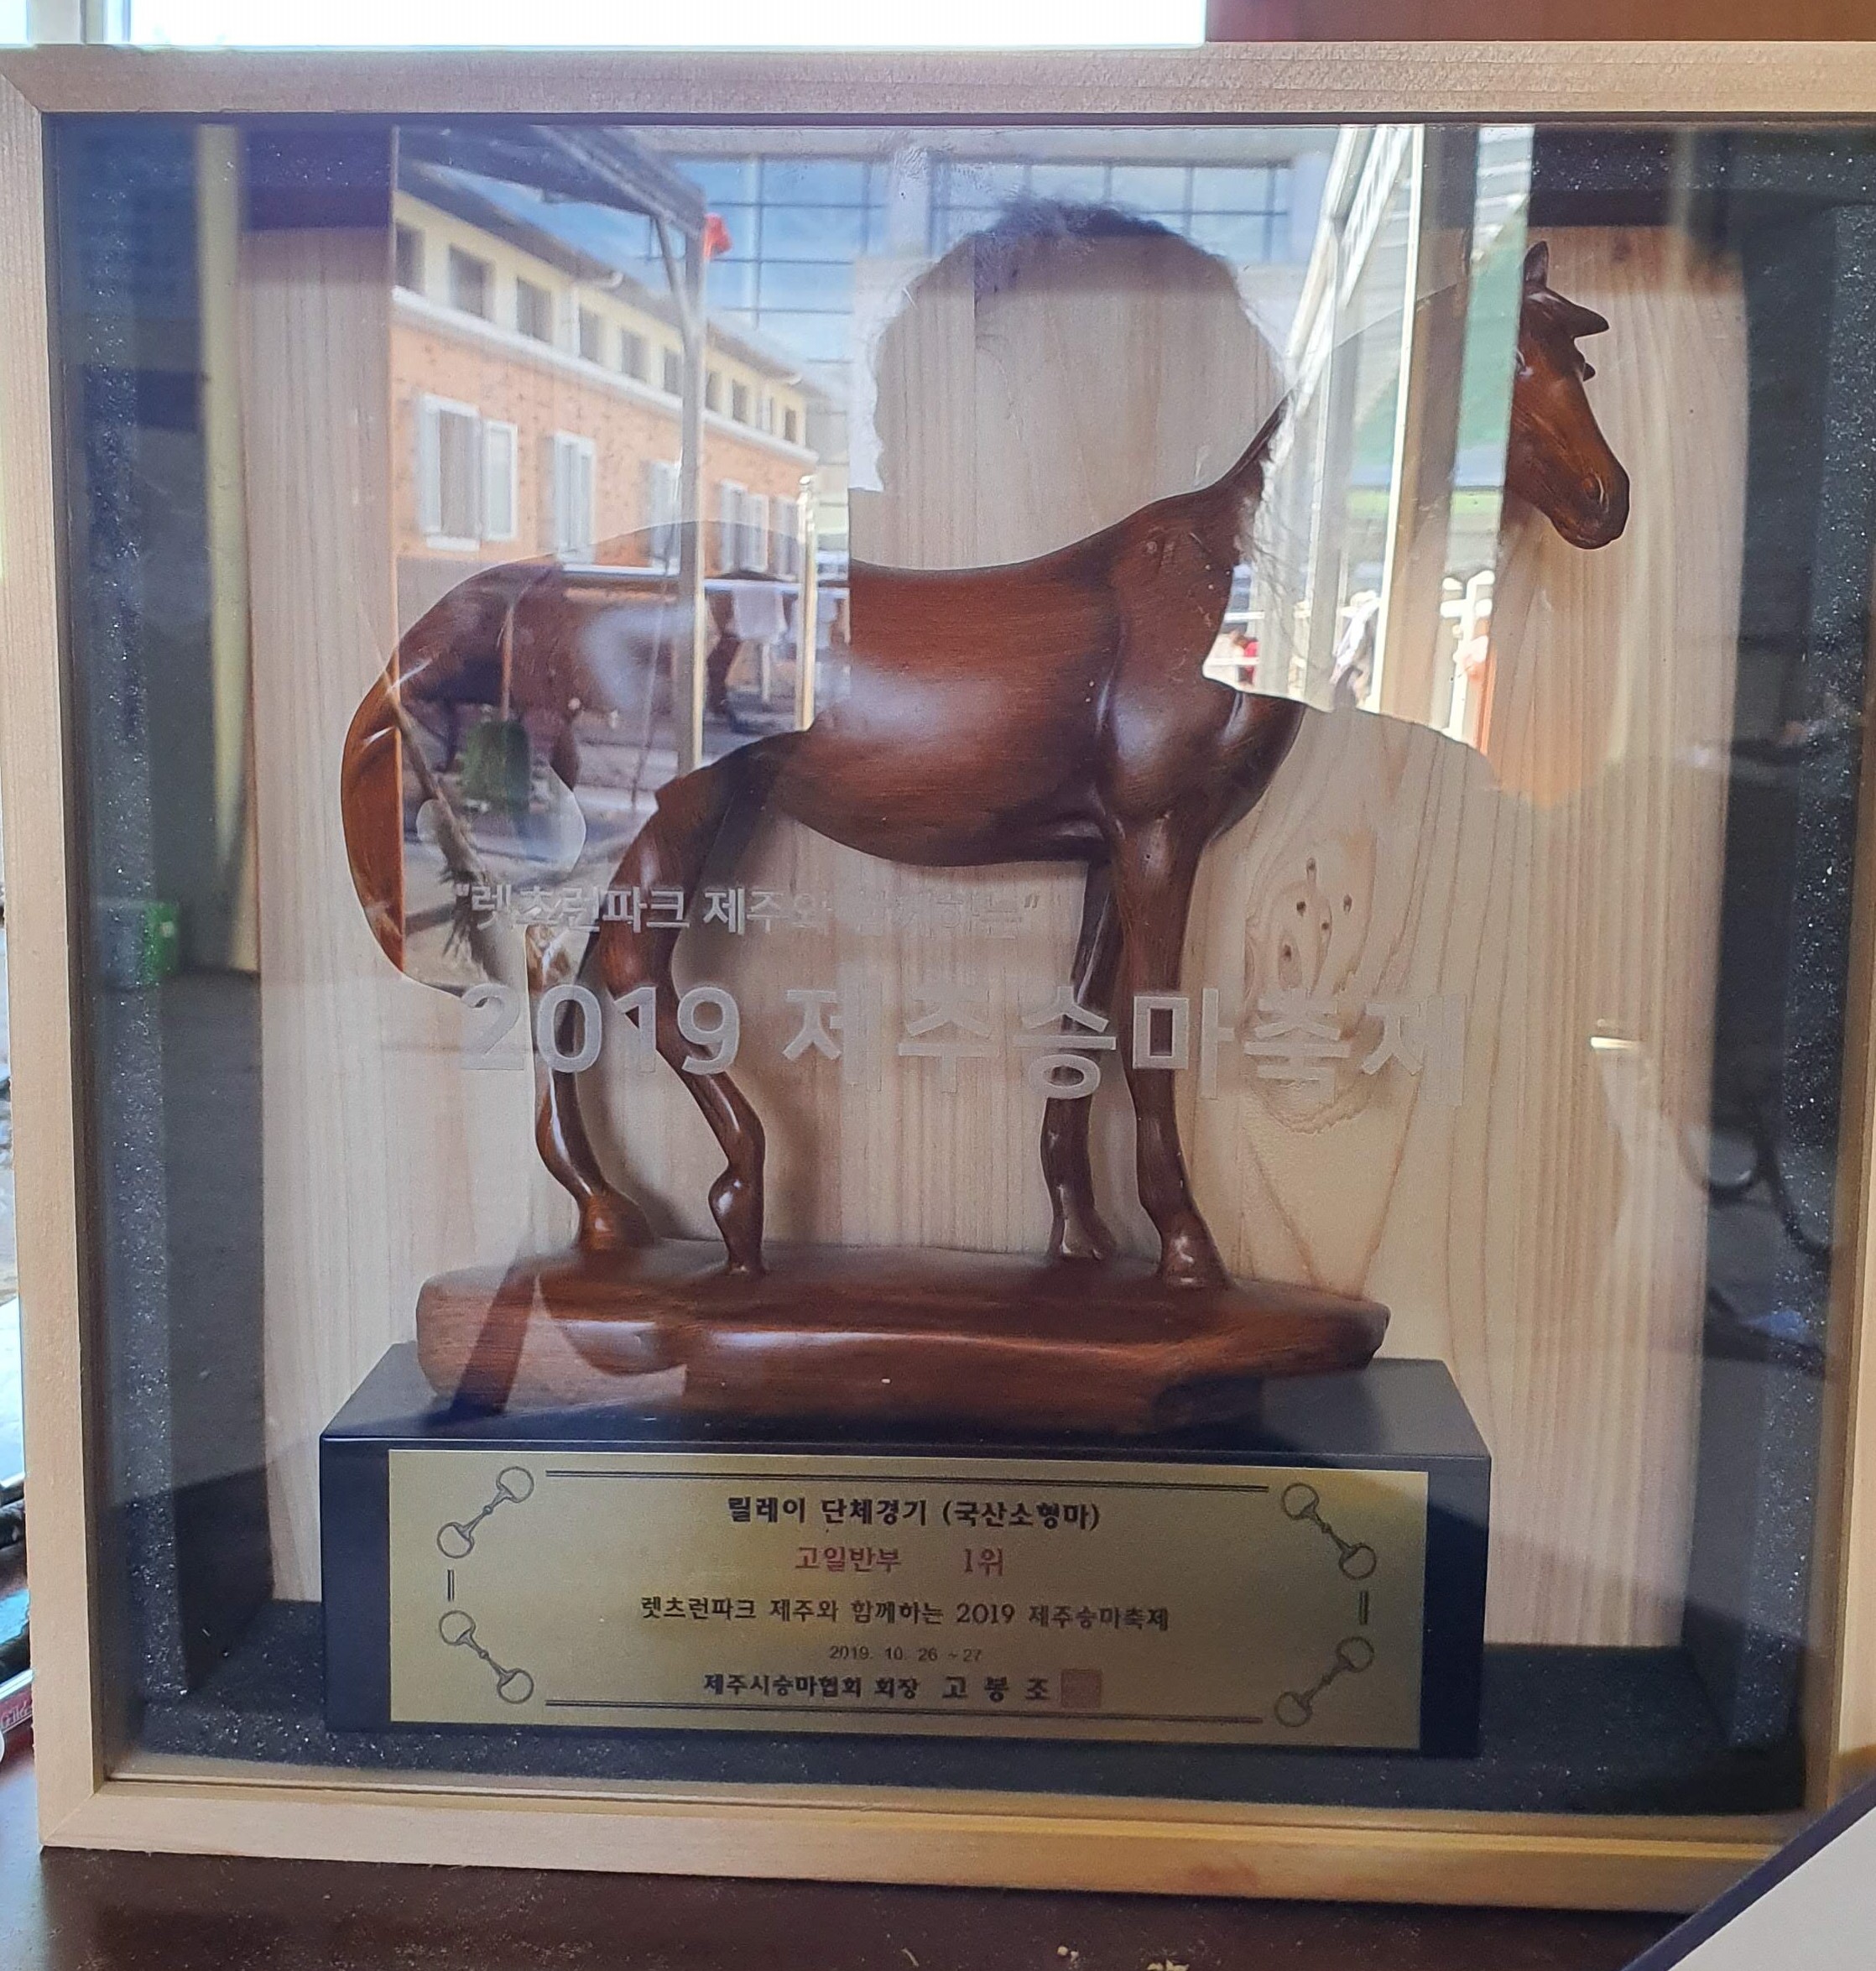 "렛츠런파크 제주와 함께하는"
2019 제주승마축제
릴레이 단체경기 (국산소형마)
고일반부 1위
렛츠런파크 제주와 함께하는 2019 제주승마축제
2019. 10. 26 ~ 27
제주시승마협회 회장 고 봉 조